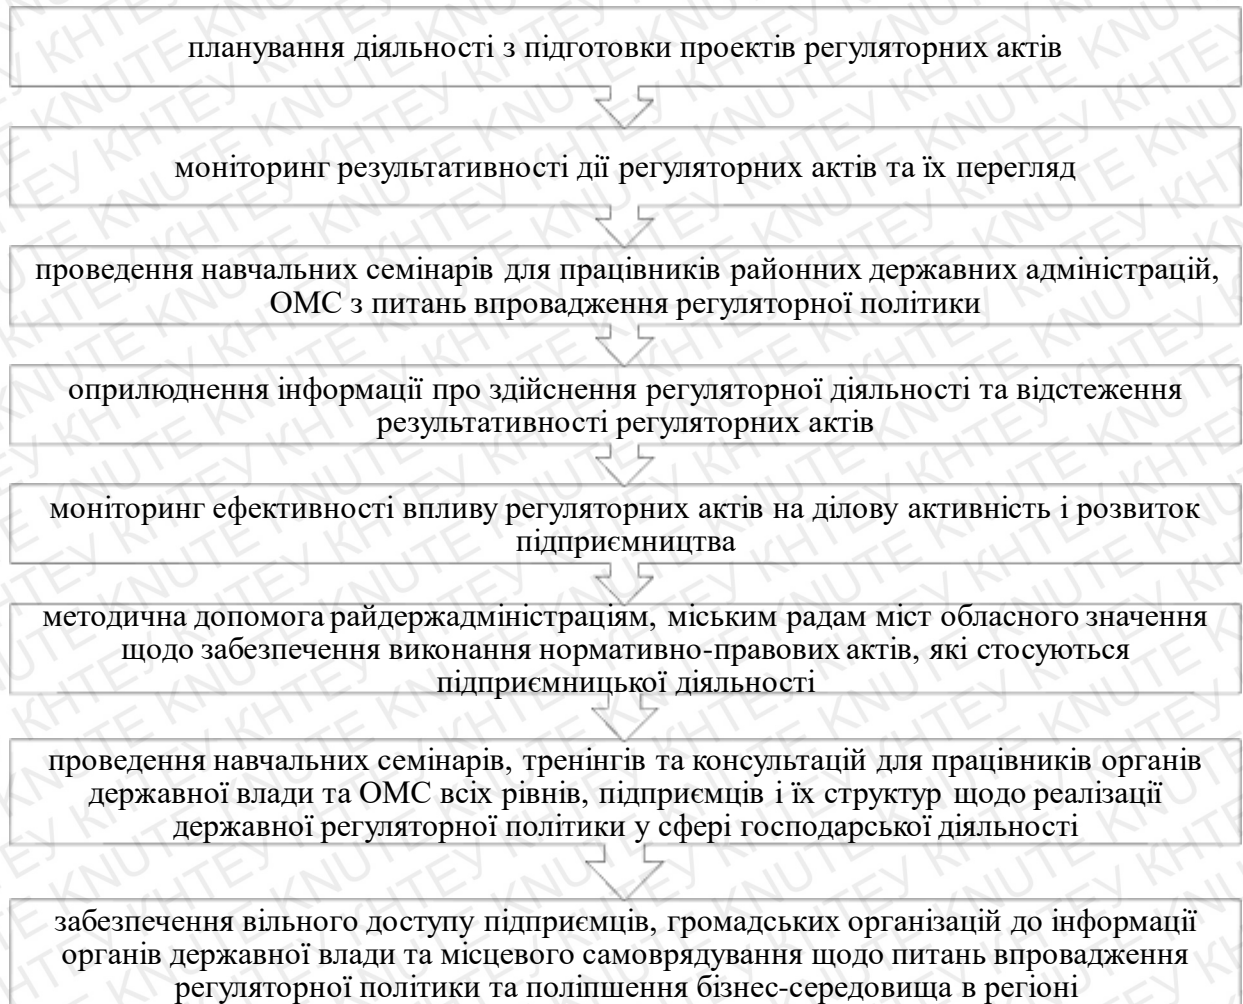 планування діяльності з підготовки проектів регуляторних актів
моніторинг результативності дії регуляторних актів та їх перегляд
проведення навчальних семінарів для працівників районних державних адміністрацій,
ОМС з питань впровадження регуляторної політики
оприлюднення інформації про здійснення регуляторної діяльності та відстеження
результативності регуляторних актів
моніторинг ефективності впливу регуляторних актів на ділову активність і розвиток
підприємництва
методична допомога райдержадміністраціям, міським радам міст обласного значення
щодо забезпечення виконання нормативно-правових актів, які стосуються
підприємницької діяльності
проведення навчальних семінарів, тренінгів та консультацій для працівників органів
державної влади та ОМС всіх рівнів, підприємців і їх структур щодо реалізації
державної регуляторної політики у сфері господарської діяльності
забезпечення вільного доступу підприємців, громадських організацій до інформації
органів державної влади та місцевого самоврядування щодо питань впровадження
регуляторної політики та поліпшення бізнес-середовища в регіоні